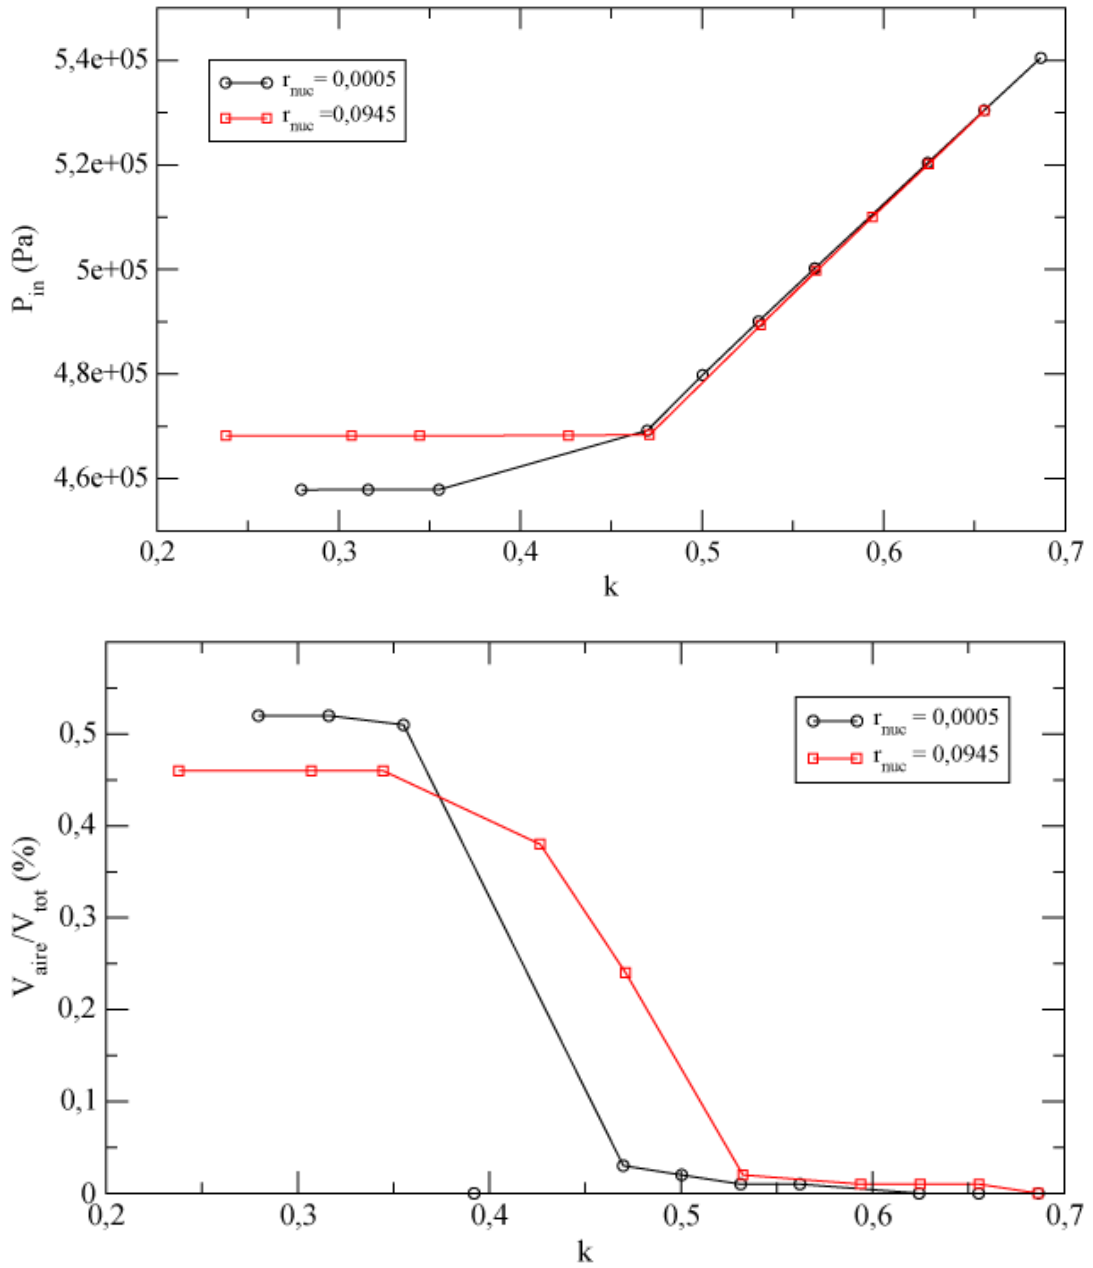 5,4e+05
5,2e+05
5e+05
4,8e+05
4,6e+05
P_in (Pa)
r_nuc = 0,0005
r_nuc =0,0945
0,2 0,3 0,4 0,5 0,6 0,7
k
0,5
0,4
0,3
0,2
0,1
0
V_aire/V_tot (%)
r_nuc = 0,0005
r_nuc = 0,0945
0,2 0,3 0,4 0,5 0,6 0,7
k